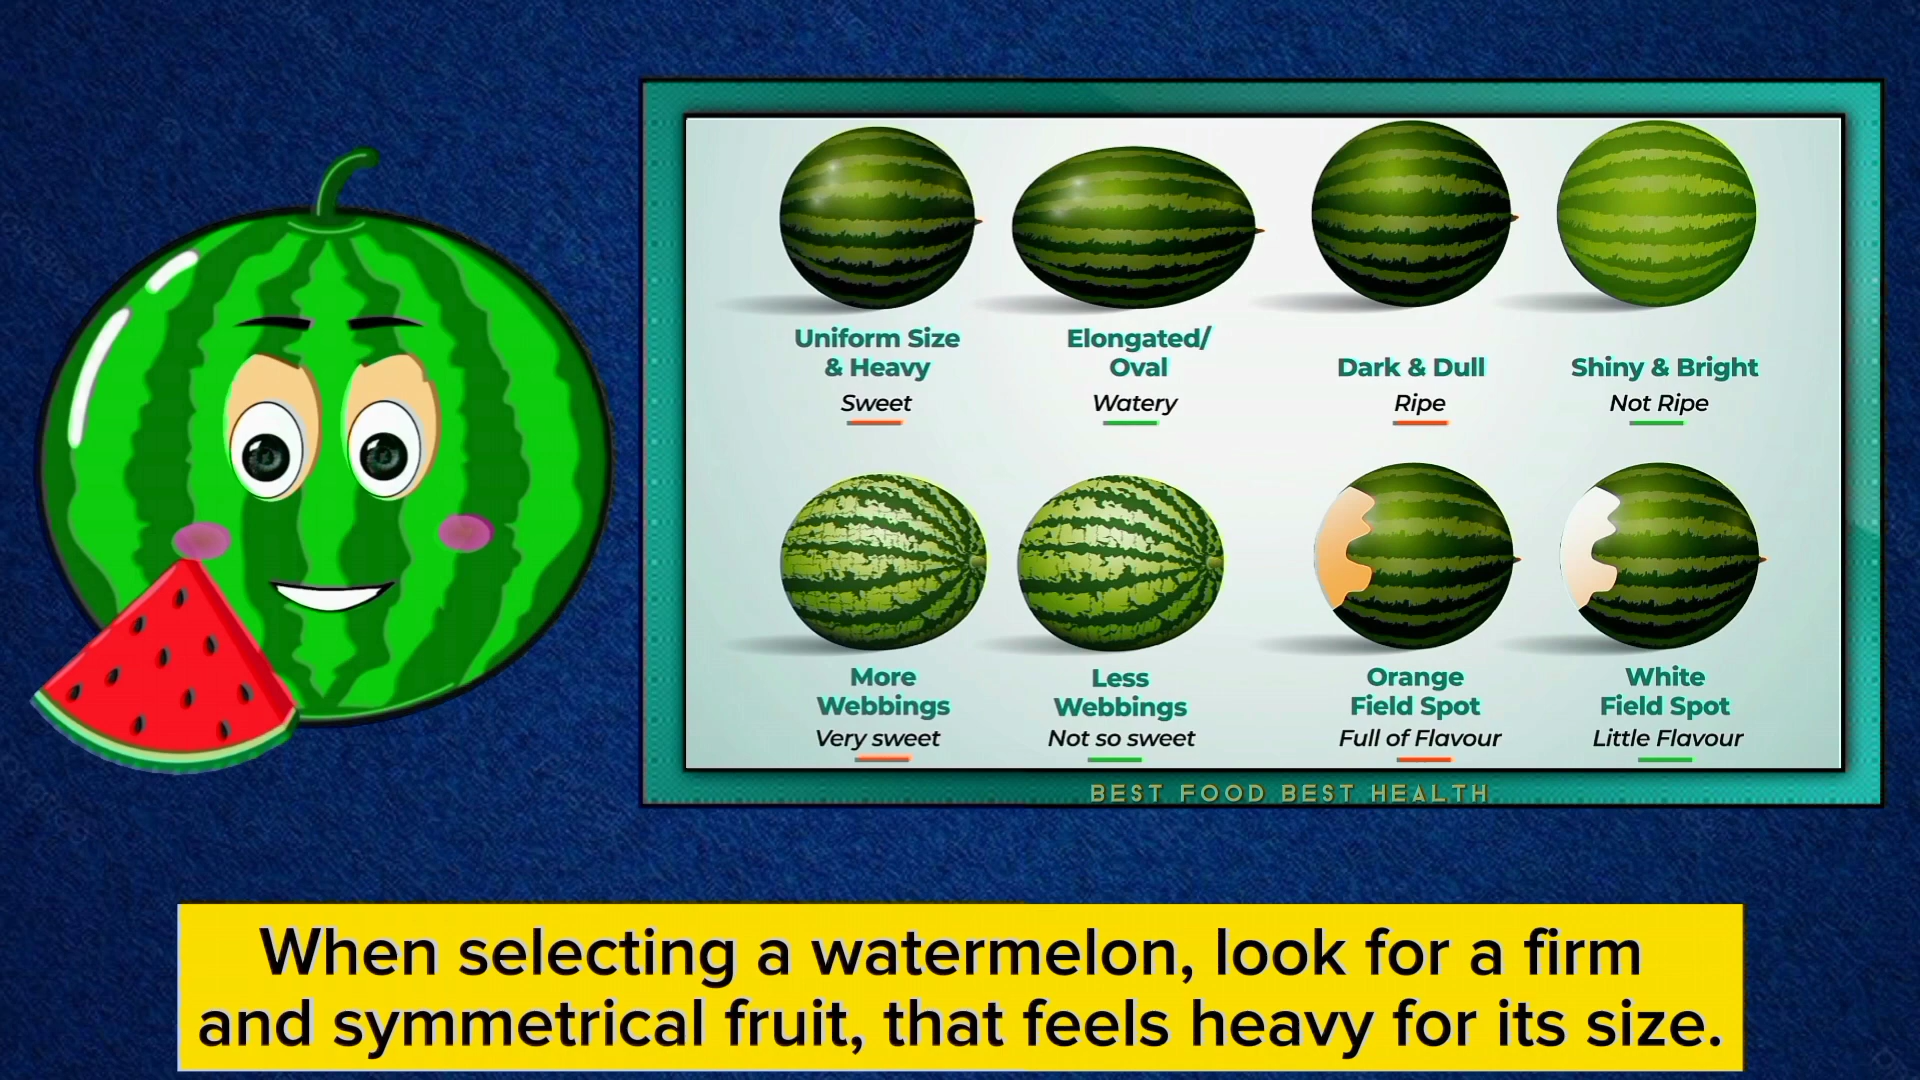 Uniform Size
& Heavy
Sweet
Elongated/
Oval
Watery
Dark & Dull
Ripe
Shiny & Bright
Not Ripe
More
Webbings
Very sweet
Less
Webbings
Not so sweet
Orange
Field Spot
Full of Flavour
White
Field Spot
Little Flavour
BEST FOOD BEST HEALTH
When selecting a watermelon, look for a firm
and symmetrical fruit, that feels heavy for its size.